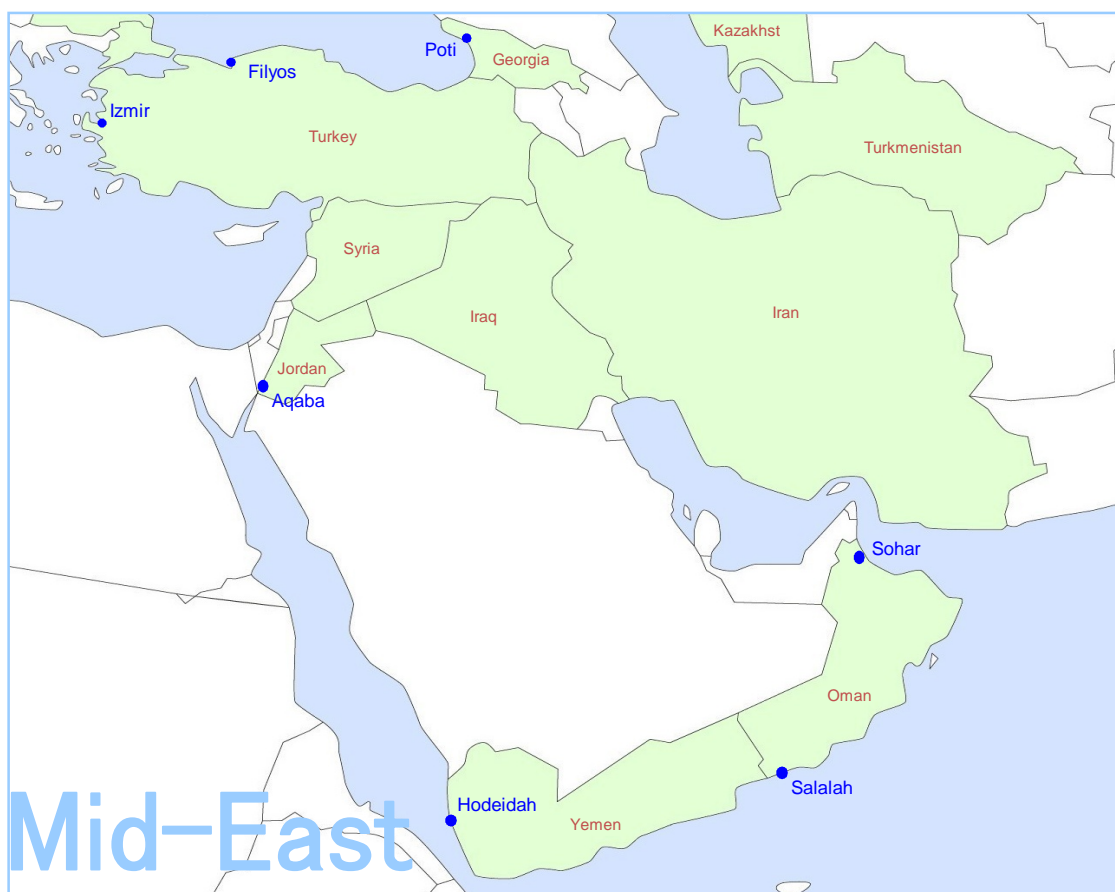 Kazakhst
Poti
Georgia
Filyos
Izmir
Turkey
Turkmenistan
Syria
Iraq
Iran
Jordan
Aqaba
Sohar
Oman
Salalah
Hodeidah
Yemen
Mid-East